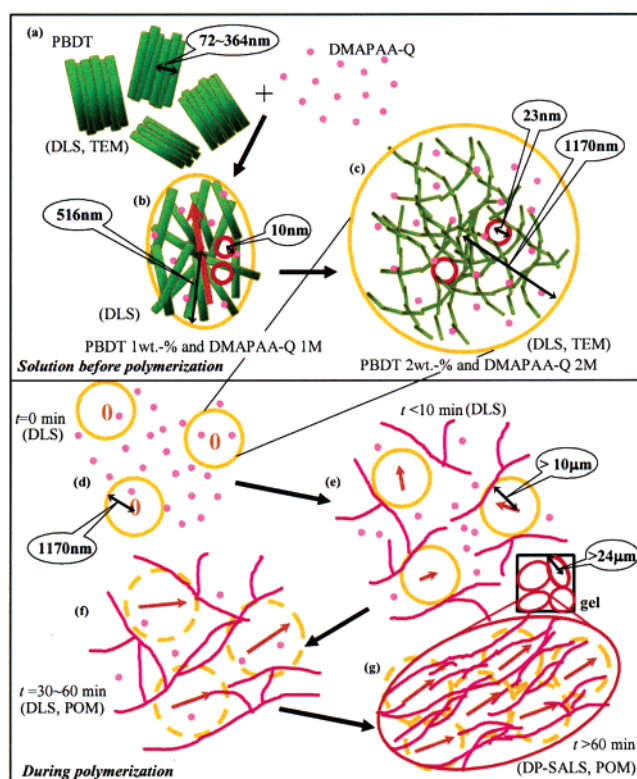 (a)
PBDT
72~364nm
DMAPAA-Q
+
(DLS, TEM)
23nm
1170nm
(b)
(c)
516nm
10nm
(DLS)
(DLS, TEM)
PBDT 1wt.-% and DMAPAA-Q 1M
PBDT 2wt.-% and DMAPAA-Q 2M
Solution before polymerization
t=0 min
(DLS)
0
0
0
(d)
1170nm
t <10 min (DLS)
(e)
> 10μm
>24μm
gel
(f)
t =30~60 min
(DLS, POM)
(g)
t >60 min
(DP-SALS, POM)
During polymerization